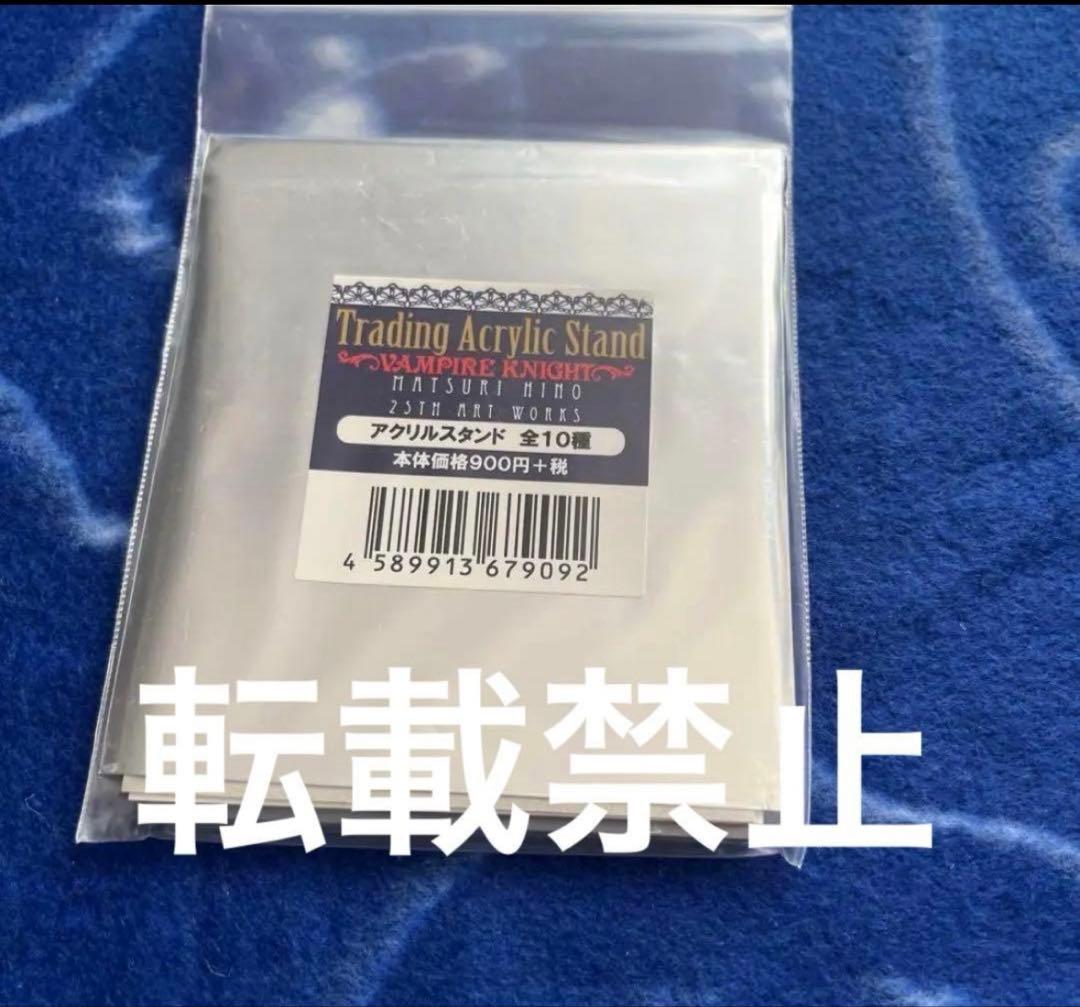 Trading Acrylic Stand
VAMPIRE KNIGHT
MATSURI HINO
25TH ART WORKS
アクリルスタンド 全10種
本体価格900円+税
4 589913 679092
転載禁止